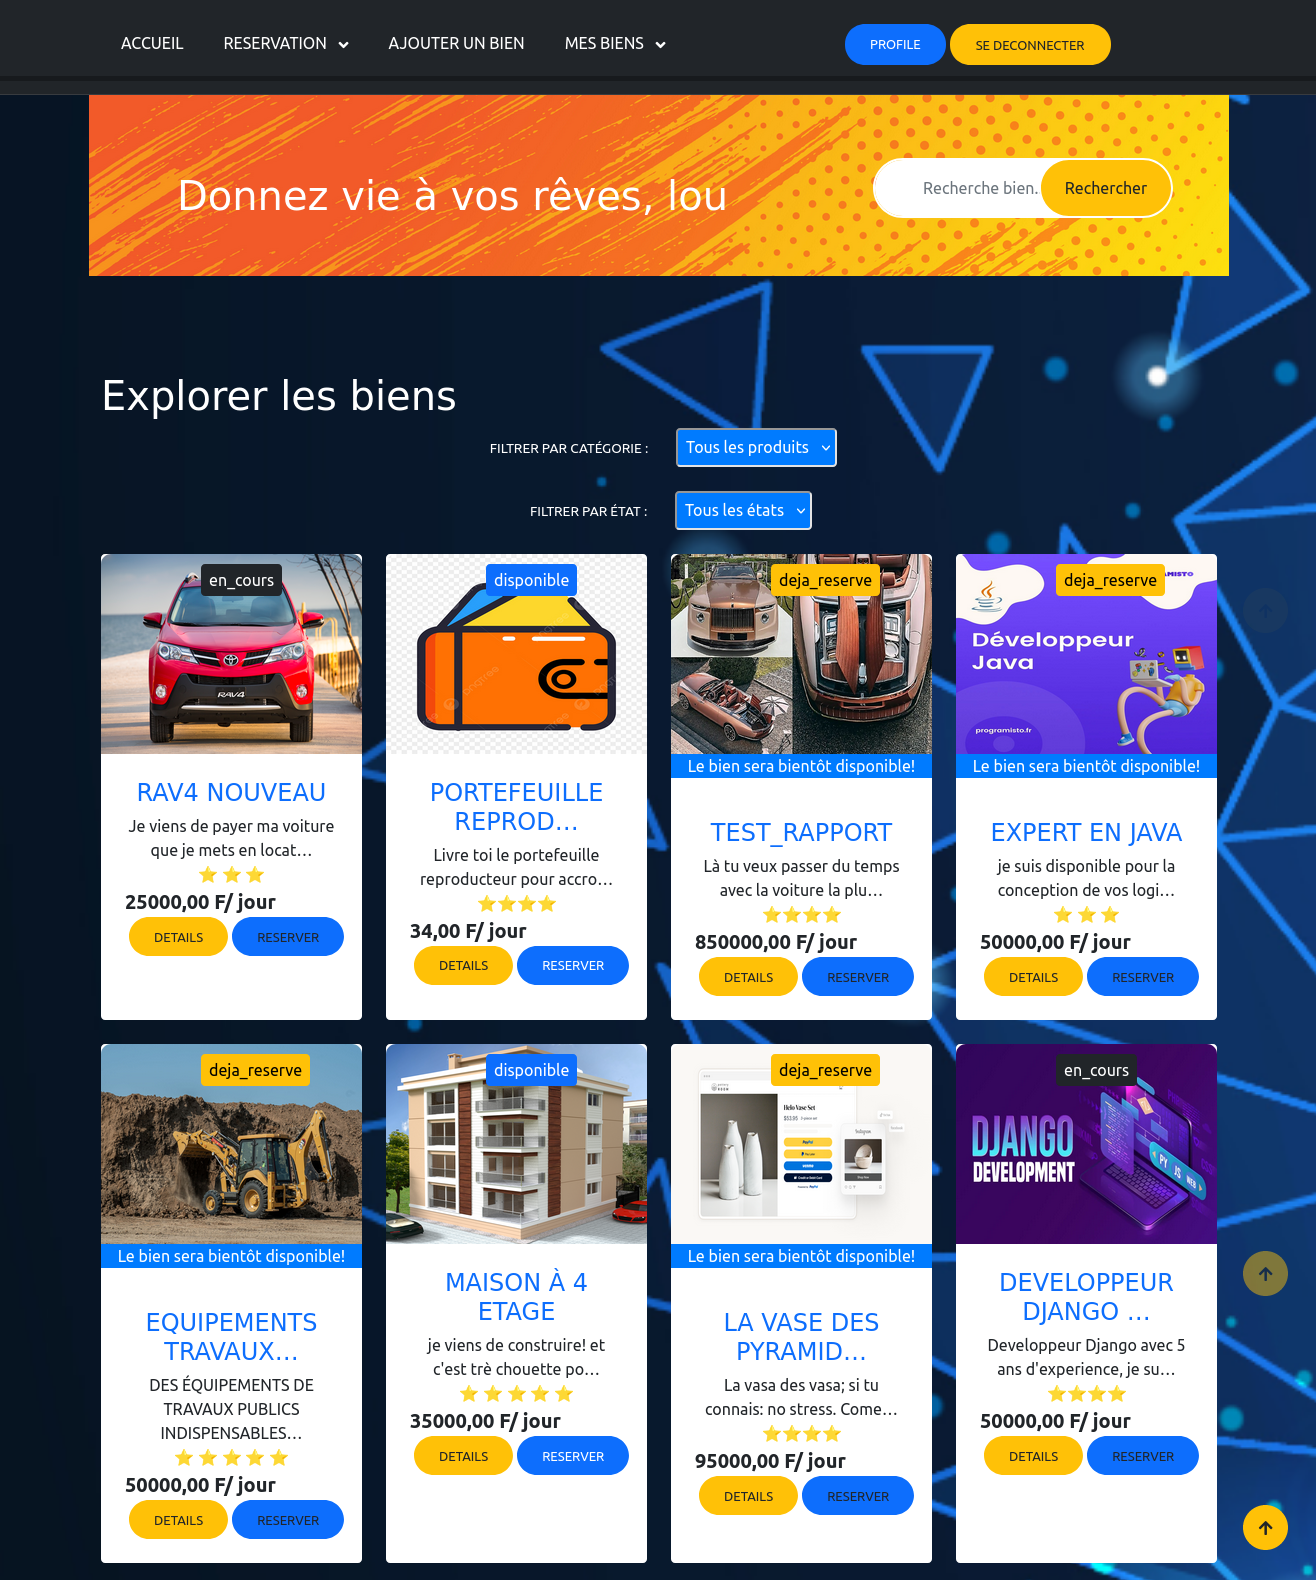 ACCUEIL RESERVATION AJOUTER UN BIEN MES BIENS PROFILE SE DECONNECTER
Donnez vie à vos rêves, lou
Recherche bien. Rechercher
Explorer les biens
FILTRER PAR CATÉGORIE : Tous les produits
FILTRER PAR ÉTAT : Tous les états
en_cours
RAV4
RAV4 NOUVEAU
Je viens de payer ma voiture
que je mets en locat…
25000,00 F/ jour
DETAILS RESERVER
disponible
PORTEFEUILLE
REPROD…
Livre toi le portefeuille
reproducteur pour accro…
34,00 F/ jour
DETAILS RESERVER
deja_reserve
Le bien sera bientôt disponible!
TEST_RAPPORT
Là tu veux passer du temps
avec la voiture la plu…
850000,00 F/ jour
DETAILS RESERVER
deja_reserve
Développeur
Java
programisto.fr
Le bien sera bientôt disponible!
EXPERT EN JAVA
je suis disponible pour la
conception de vos logi…
50000,00 F/ jour
DETAILS RESERVER
deja_reserve
Le bien sera bientôt disponible!
EQUIPEMENTS
TRAVAUX…
DES ÉQUIPEMENTS DE
TRAVAUX PUBLICS
INDISPENSABLES…
50000,00 F/ jour
DETAILS RESERVER
disponible
MAISON À 4
ETAGE
je viens de construire! et
c'est trè chouette po…
35000,00 F/ jour
DETAILS RESERVER
deja_reserve
Helo Vase Set
$53.95
PayPal
Le bien sera bientôt disponible!
LA VASE DES
PYRAMID…
La vasa des vasa; si tu
connais: no stress. Come…
95000,00 F/ jour
DETAILS RESERVER
en_cours
DJANGO
DEVELOPMENT
PY JS WEB
DEVELOPPEUR
DJANGO …
Developpeur Django avec 5
ans d'experience, je su…
50000,00 F/ jour
DETAILS RESERVER